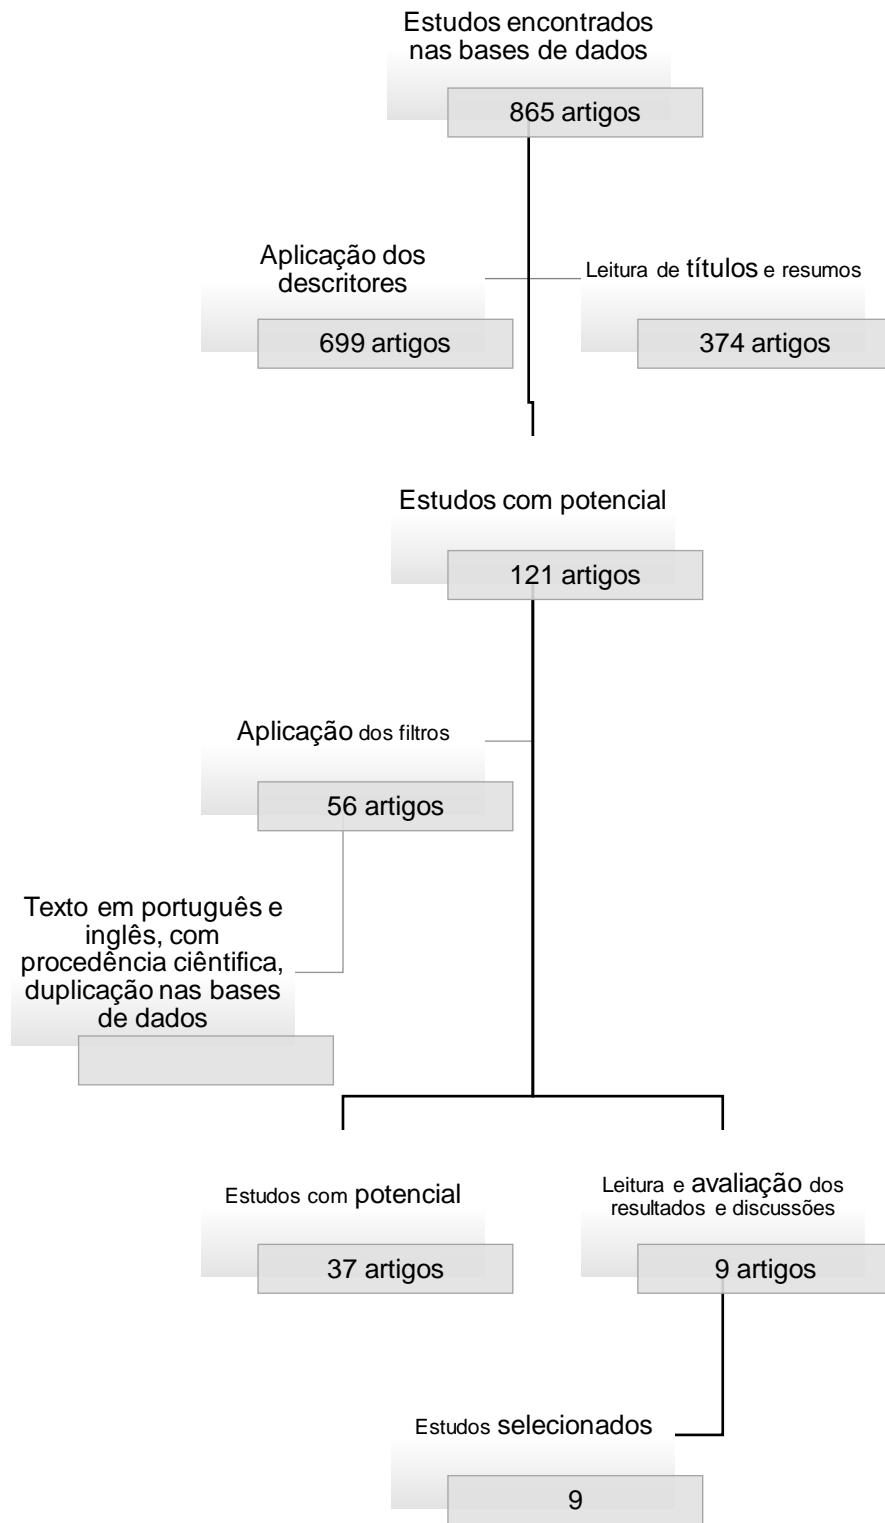 Estudos encontrados
nas bases de dados
865 artigos
Aplicação dos
descritores
699 artigos
Leitura de títulos e resumos
374 artigos
Estudos com potencial
121 artigos
Aplicação dos filtros
56 artigos
Texto em português e
inglês, com
procedência ciêntifica,
duplicação nas bases
de dados
Estudos com potencial
37 artigos
Leitura e avaliação dos
resultados e discussões
9 artigos
Estudos selecionados
9